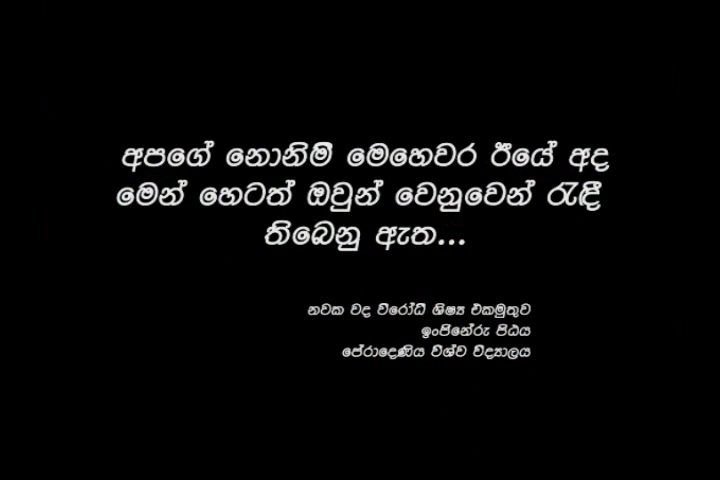 අපගේ නොනිමි මෙහෙවර ඊයේ අද
මෙන් හෙටත් ඔවුන් වෙනුවෙන් රැඳී
තිබෙනු ඇත...
නවක වද විරෝධී ශිෂ්‍ය එකමුතුව
ඉංජිනේරු පිඨය
පේරාදෙණිය විශ්ව විද්‍යාලය